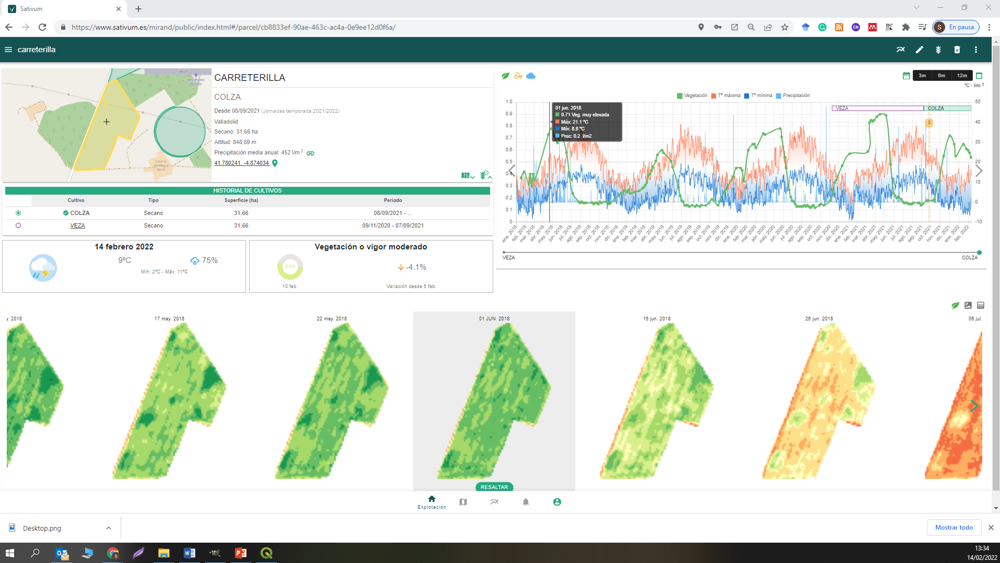 Sativum
https://www.sativum.es/mirand/public/index.html#/parcel/cb8833ef-90ae-463c-ac4a-0e9ee12d0f6a/
EN
S
En pausa
carreterilla
CARRETERILLA
COLZA
Desde 08/09/2021 (Jornadas temporada 2021/2022)
Valladolid
Secano: 31,66 ha
Altitud: 848,69 m
Precipitación media anual: 452 l/m 2
41.780241, -4.874034
HISTORIAL DE CULTIVOS
Cultivo Tipo Superficie (ha) Periodo
COLZA Secano 31,66 08/09/2021 - ...
VEZA Secano 31,66 09/11/2020 - 07/09/2021
14 febrero 2022
9ºC 75%
Mín: 2ºC - Máx: 11ºC
Vegetación o vigor moderado
0,54
-4.1%
10 feb.
Variación desde 5 feb.
3m 6m 12m
°C - l/m 2
Vegetación Tª máxima Tª mínima Precipitación
1.0
0.9
0.8
0.7
0.6
0.5
0.4
0.3
0.2
0.1
0
50
40
30
20
10
0
-10
01 jun. 2018
0.71 Veg. muy elevada
Máx: 21.1 ºC
Mín: 8.8 ºC
Prec: 0.2 l/m2
VEZA
COLZA
S
ene. 2018
feb. 2018
mar. 2018
abr. 2018
may. 2018
jun. 2018
jul. 2018
ago. 2018
sep. 2018
oct. 2018
nov. 2018
dic. 2018
ene. 2019
feb. 2019
mar. 2019
abr. 2019
may. 2019
jun. 2019
jul. 2019
ago. 2019
sep. 2019
oct. 2019
nov. 2019
dic. 2019
ene. 2020
feb. 2020
mar. 2020
abr. 2020
may. 2020
jun. 2020
jul. 2020
ago. 2020
sep. 2020
oct. 2020
nov. 2020
dic. 2020
ene. 2021
feb. 2021
mar. 2021
abr. 2021
may. 2021
jun. 2021
jul. 2021
ago. 2021
sep. 2021
oct. 2021
nov. 2021
dic. 2021
ene. 2022
feb. 2022
VEZA
COLZA
y. 2018
17 may. 2018
22 may. 2018
01 JUN. 2018
16 jun. 2018
26 jun. 2018
06 jul.
RESALTAR
Explotación
Desktop.png
Mostrar todo
13:34
14/02/2022